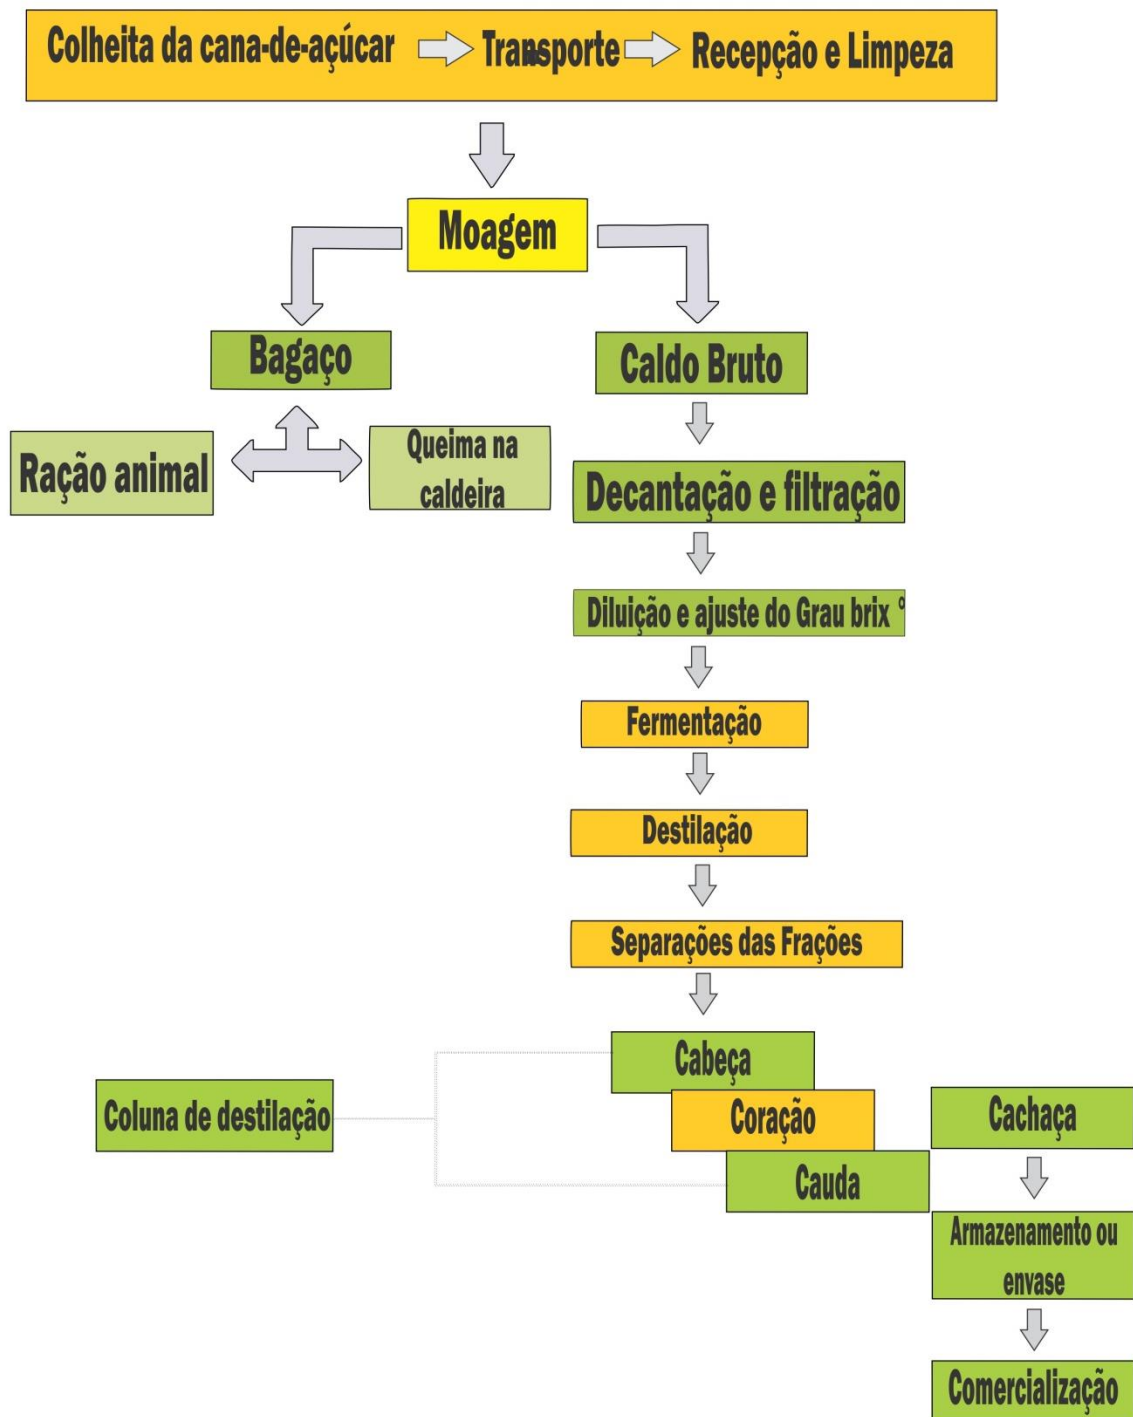 Colheita da cana-de-açúcar
Transporte
Recepção e Limpeza
Moagem
Bagaço
Caldo Bruto
Ração animal
Queima na
caldeira
Decantação e filtração
Diluição e ajuste do Grau brix °
Fermentação
Destilação
Separações das Frações
Cabeça
Coluna de destilação
Coração
Cauda
Cachaça
Armazenamento ou
envase
Comercialização